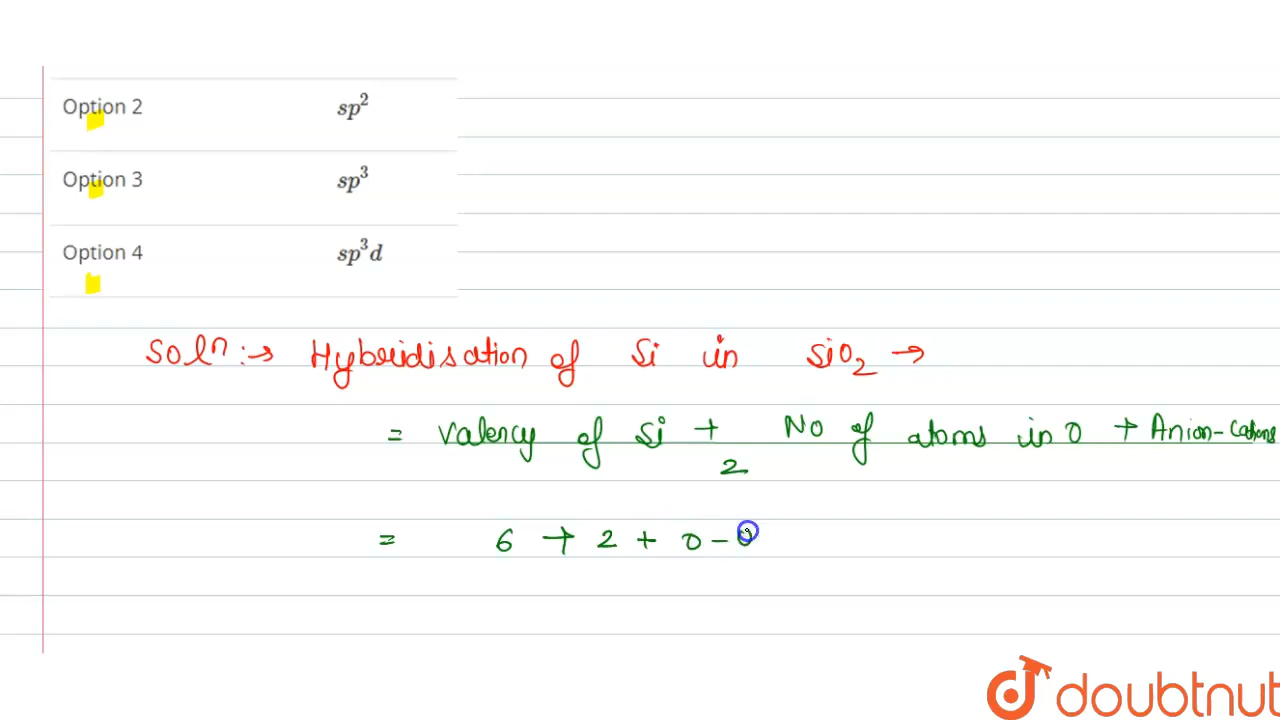 Option 2 sp²
Option 3 sp³
Option 4 sp³d
Solⁿ:→ Hybridisation of Si in SiO₂ →
= Valency of Si + No of atoms in O + Anion-Cations
2
= 6 + 2 + 0 - 0
doubtnut